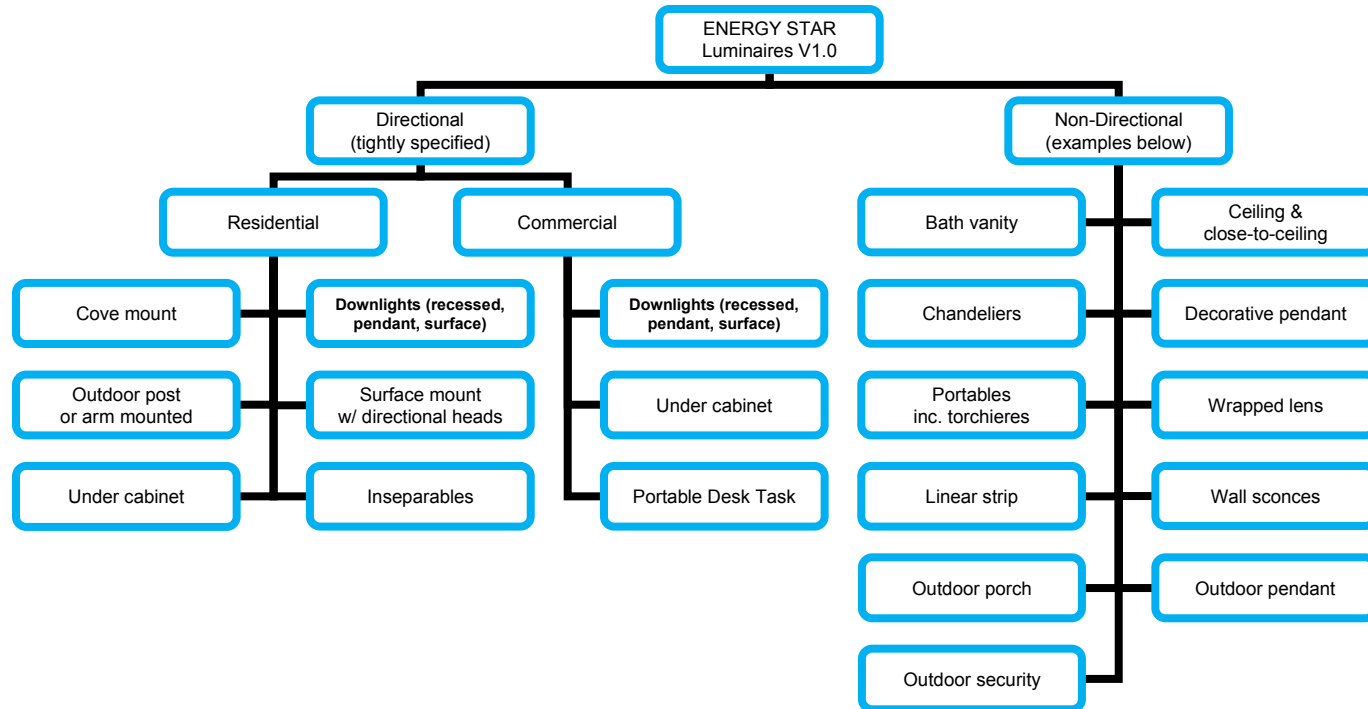 ENERGY STAR
Luminaires V1.0
Directional
(tightly specified)
Non-Directional
(examples below)
Residential
Commercial
Bath vanity
Ceiling &
close-to-ceiling
Cove mount
Downlights (recessed,
pendant, surface)
Downlights (recessed,
pendant, surface)
Chandeliers
Decorative pendant
Outdoor post
or arm mounted
Surface mount
w/ directional heads
Under cabinet
Portables
inc. torchieres
Wrapped lens
Under cabinet
Inseparables
Portable Desk Task
Linear strip
Wall sconces
Outdoor porch
Outdoor pendant
Outdoor security